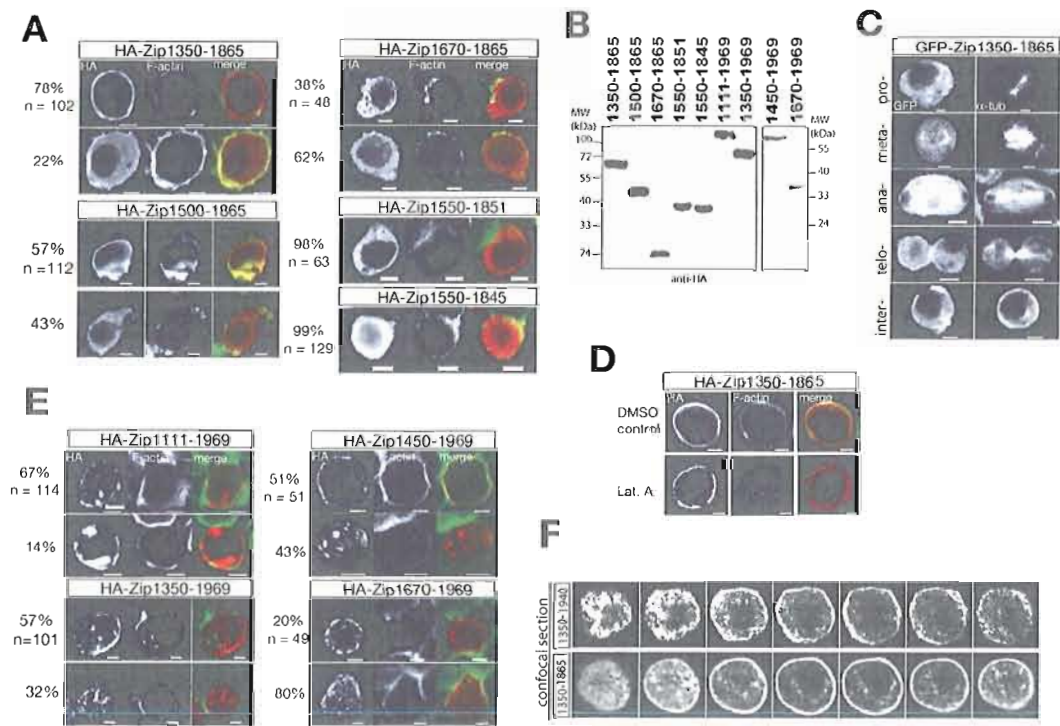 A
HA-Zip1350-1865
HA F-actin merge
78%
n = 102
22%
HA-Zip1500-1865
57%
n = 112
43%
HA-Zip1670-1865
HA F-actin merge
38%
n = 48
62%
HA-Zip1550-1851
98%
n = 63
HA-Zip1550-1845
99%
n = 129
B
1350-1865
1500-1865
1670-1865
1550-1851
1550-1845
1111-1969
1350-1969
1450-1969
1670-1969
MW
(kDa)
100
72
55
40
33
24
MW
(kDa)
55
40
33
24
anti-HA
C
GFP-Zip1350-1865
GFP α-tub
pro-
meta-
ana-
telo-
inter-
D
HA-Zip1350-1865
HA F-actin merge
DMSO
control
Lat. A.
E
HA-Zip1111-1969
HA F-actin merge
67%
n = 114
14%
HA-Zip1350-1969
57%
n=101
32%
HA-Zip1450-1969
HA F-actin merge
51%
n = 51
43%
HA-Zip1670-1969
20%
n = 49
80%
F
confocal section
1350-1940
1350-1865